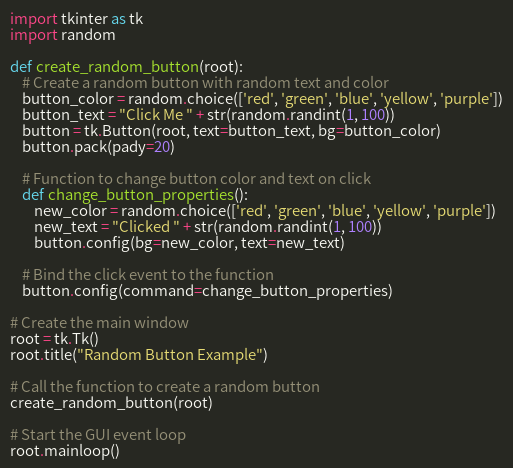 import tkinter as tk
import random

def create_random_button(root):
    # Create a random button with random text and color
    button_color = random.choice(['red', 'green', 'blue', 'yellow', 'purple'])
    button_text = "Click Me " + str(random.randint(1, 100))
    button = tk.Button(root, text=button_text, bg=button_color)
    button.pack(pady=20)

    # Function to change button color and text on click
    def change_button_properties():
        new_color = random.choice(['red', 'green', 'blue', 'yellow', 'purple'])
        new_text = "Clicked " + str(random.randint(1, 100))
        button.config(bg=new_color, text=new_text)

    # Bind the click event to the function
    button.config(command=change_button_properties)

# Create the main window
root = tk.Tk()
root.title("Random Button Example")

# Call the function to create a random button
create_random_button(root)

# Start the GUI event loop
root.mainloop()